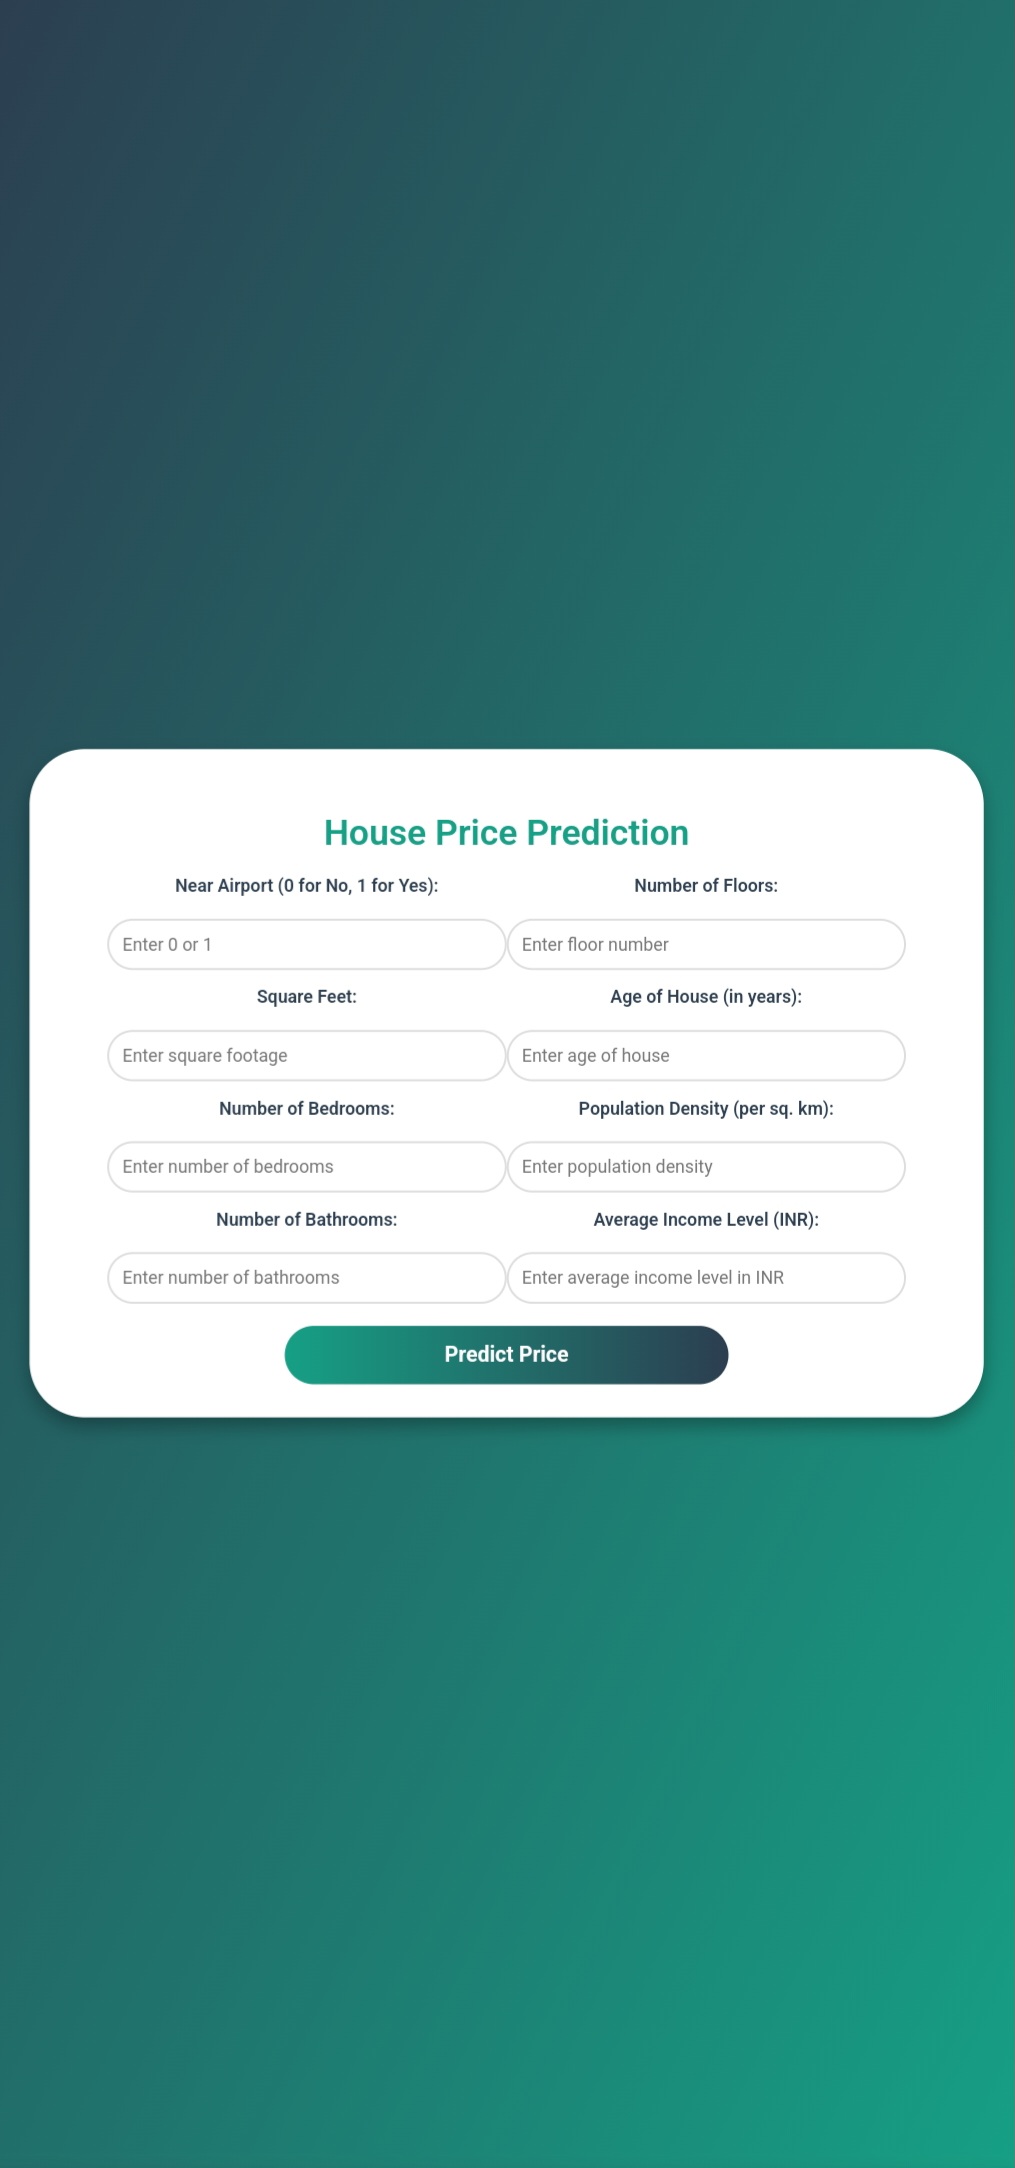 House Price Prediction
Near Airport (0 for No, 1 for Yes):
Number of Floors:
Enter 0 or 1
Enter floor number
Square Feet:
Age of House (in years):
Enter square footage
Enter age of house
Number of Bedrooms:
Population Density (per sq. km):
Enter number of bedrooms
Enter population density
Number of Bathrooms:
Average Income Level (INR):
Enter number of bathrooms
Enter average income level in INR
Predict Price